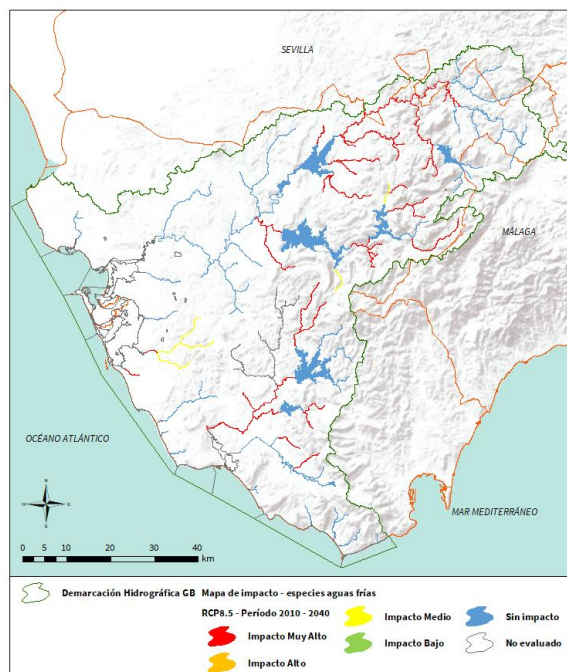 SEVILLA
MÁLAGA
OCÉANO ATLÁNTICO
MAR MEDITERRÁNEO
0 5 10 20 30 40
km
Demarcación Hidrográfica GB
Mapa de impacto - especies aguas frías
RCP8.5 - Período 2010 - 2040
Impacto Muy Alto
Impacto Alto
Impacto Medio
Impacto Bajo
Sin impacto
No evaluado